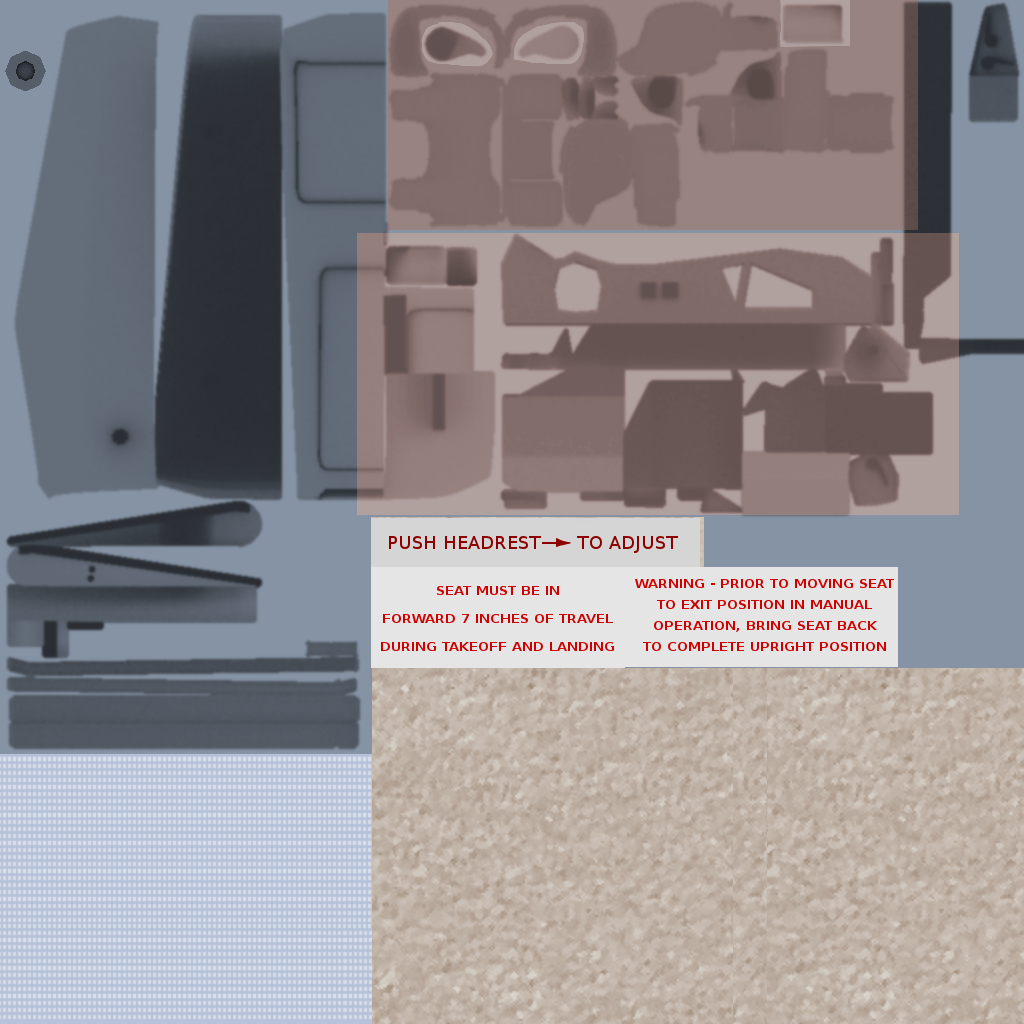 PUSH HEADREST→TO ADJUST
SEAT MUST BE IN
FORWARD 7 INCHES OF TRAVEL
DURING TAKEOFF AND LANDING
WARNING - PRIOR TO MOVING SEAT
TO EXIT POSITION IN MANUAL
OPERATION, BRING SEAT BACK
TO COMPLETE UPRIGHT POSITION